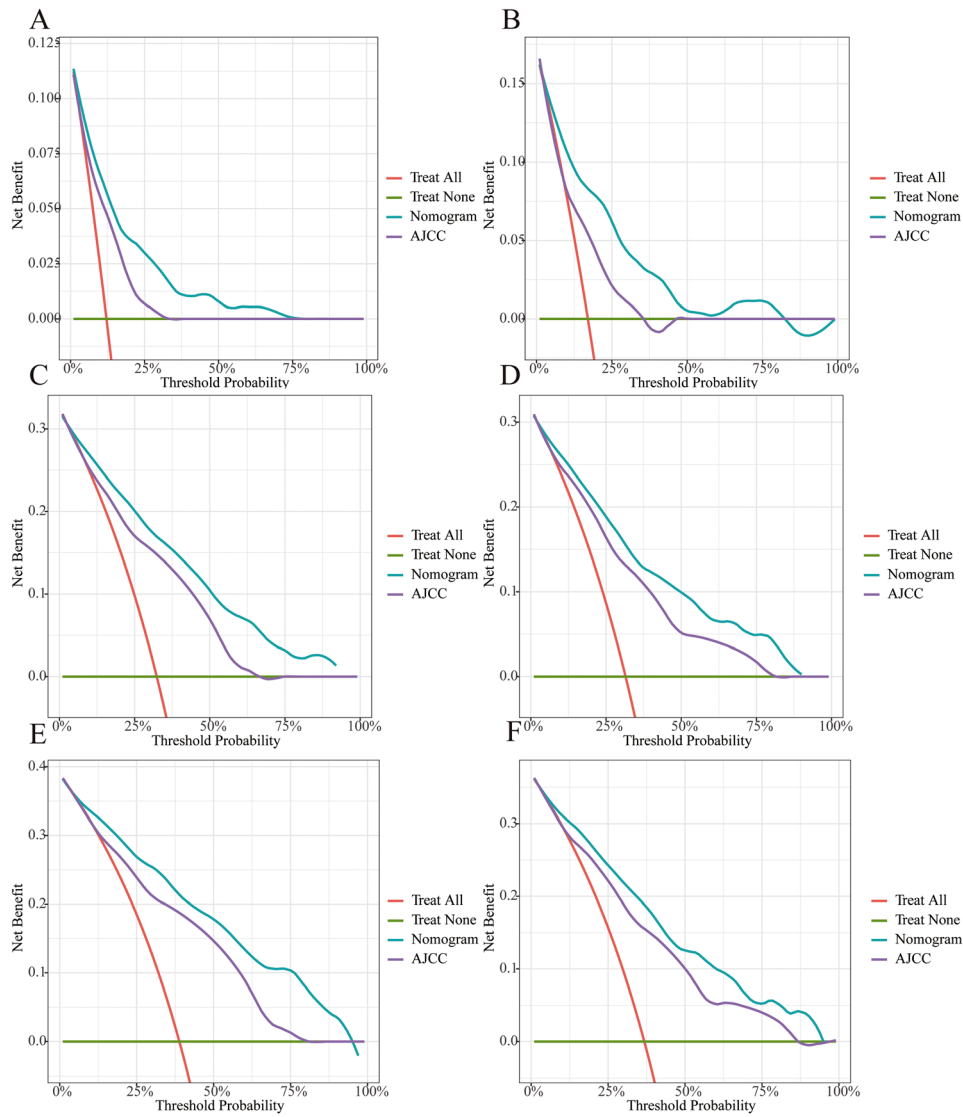 A
0.125
0.100
0.075
0.050
0.025
0.000
Net Benefit
0%
25%
50%
75%
100%
Threshold Probability
Treat All
Treat None
Nomogram
AJCC
B
0.15
0.10
0.05
0.00
Net Benefit
0%
25%
50%
75%
100%
Threshold Probability
Treat All
Treat None
Nomogram
AJCC
C
0.3
0.2
0.1
0.0
Net Benefit
0%
25%
50%
75%
100%
Threshold Probability
Treat All
Treat None
Nomogram
AJCC
D
0.3
0.2
0.1
0.0
Net Benefit
0%
25%
50%
75%
100%
Threshold Probability
Treat All
Treat None
Nomogram
AJCC
E
0.4
0.3
0.2
0.1
0.0
Net Benefit
0%
25%
50%
75%
100%
Threshold Probability
Treat All
Treat None
Nomogram
AJCC
F
0.3
0.2
0.1
0.0
Net Benefit
0%
25%
50%
75%
100%
Threshold Probability
Treat All
Treat None
Nomogram
AJCC